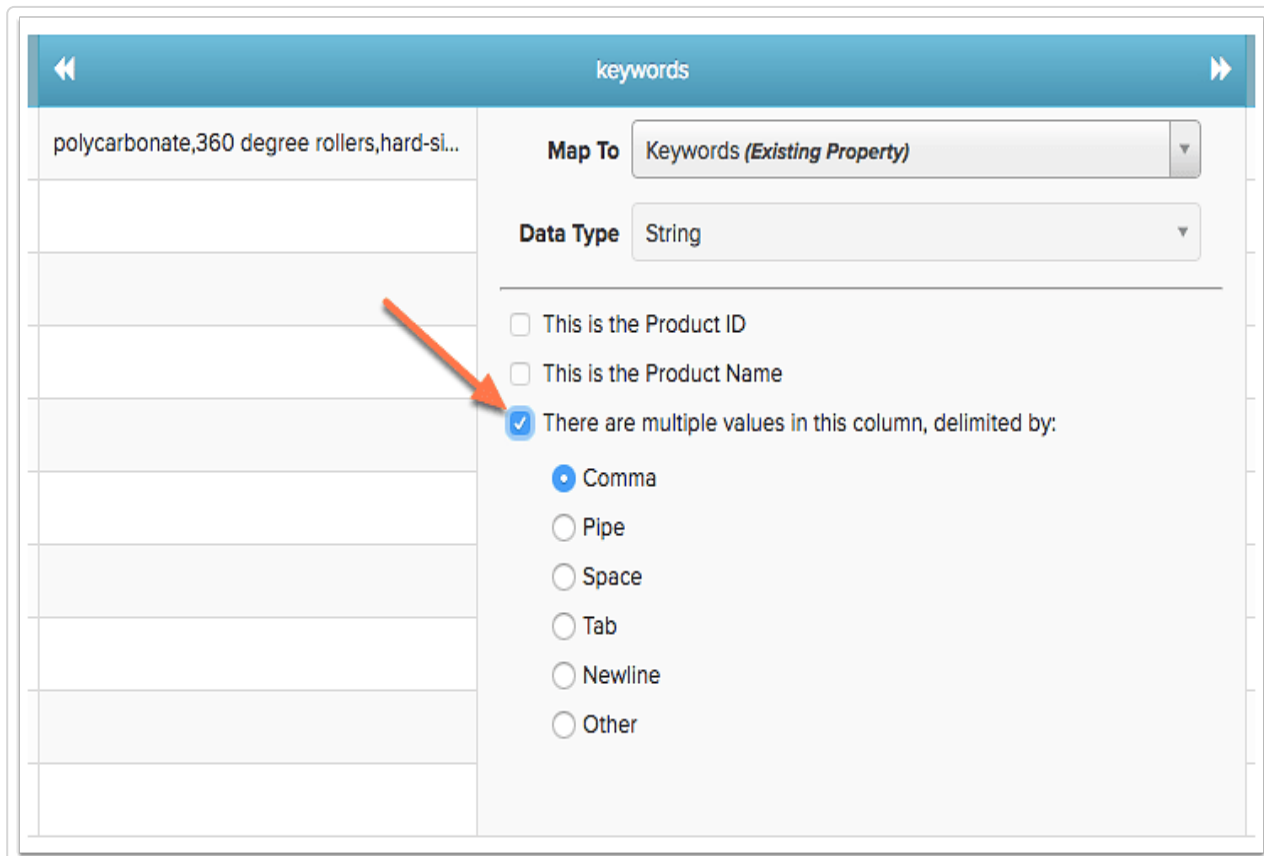 keywords
polycarbonate,360 degree rollers,hard-si...
Map To Keywords (Existing Property)
Data Type String
This is the Product ID
This is the Product Name
There are multiple values in this column, delimited by:
Comma
Pipe
Space
Tab
Newline
Other